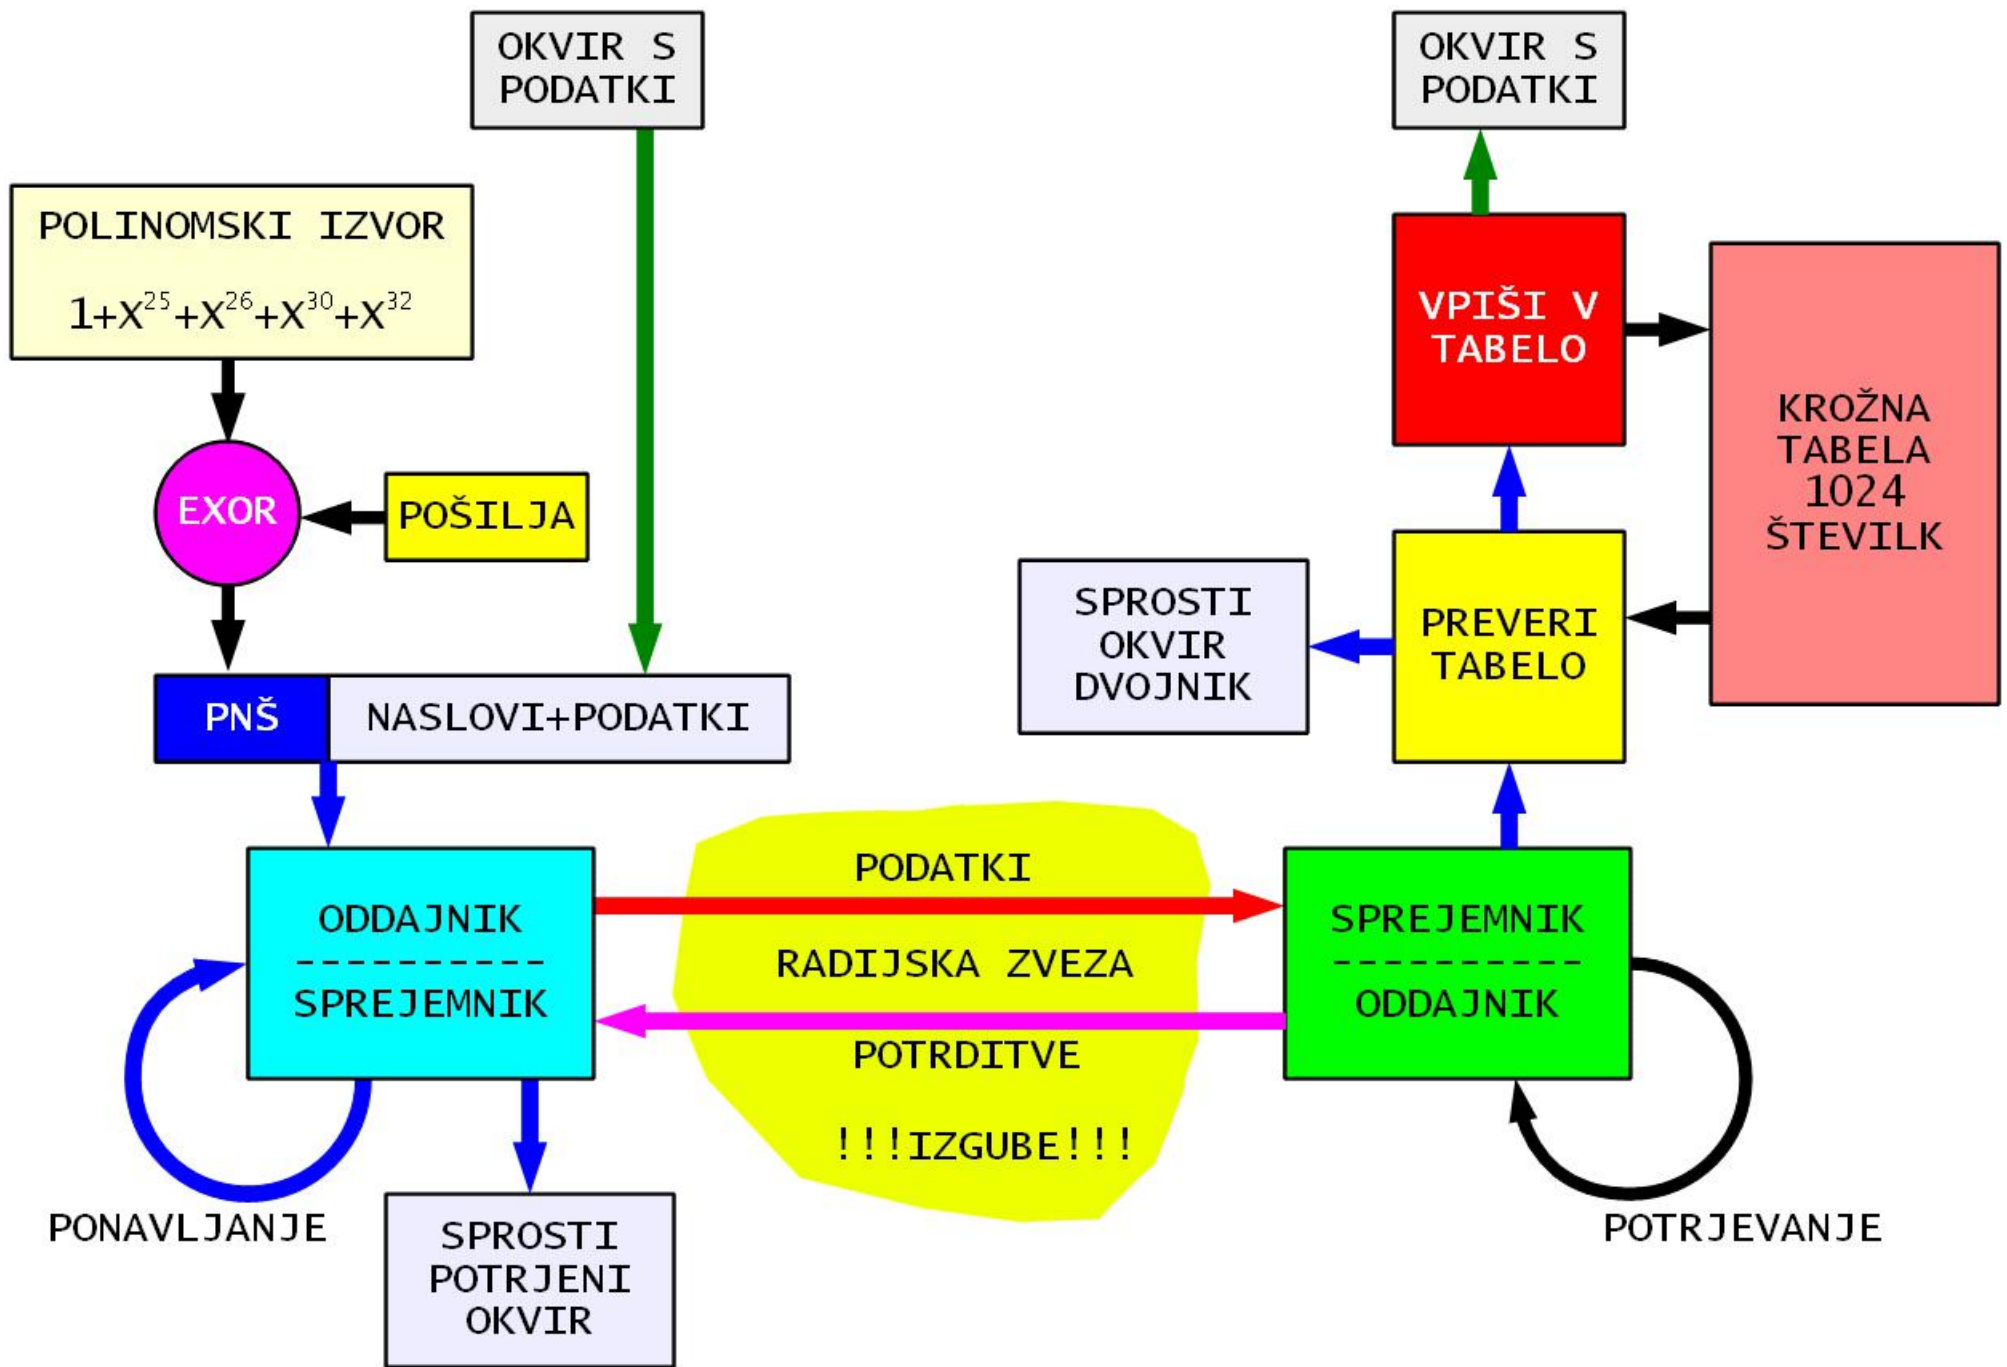 OKVIR S
PODATKI
OKVIR S
PODATKI
POLINOMSKI IZVOR
1+X²⁵+X²⁶+X³⁰+X³²
EXOR
POŠILJA
PNŠ
NASLOVI+PODATKI
VPIŠI V
TABELO
KROŽNA
TABELA
1024
ŠTEVILK
SPROSTI
OKVIR
DVOJNIK
PREVERI
TABELO
ODDAJNIK
----------
SPREJEMNIK
PODATKI
RADIJSKA ZVEZA
POTRDITVE
!!!IZGUBE!!!
SPREJEMNIK
----------
ODDAJNIK
PONAVLJANJE
SPROSTI
POTRJENI
OKVIR
POTRJEVANJE